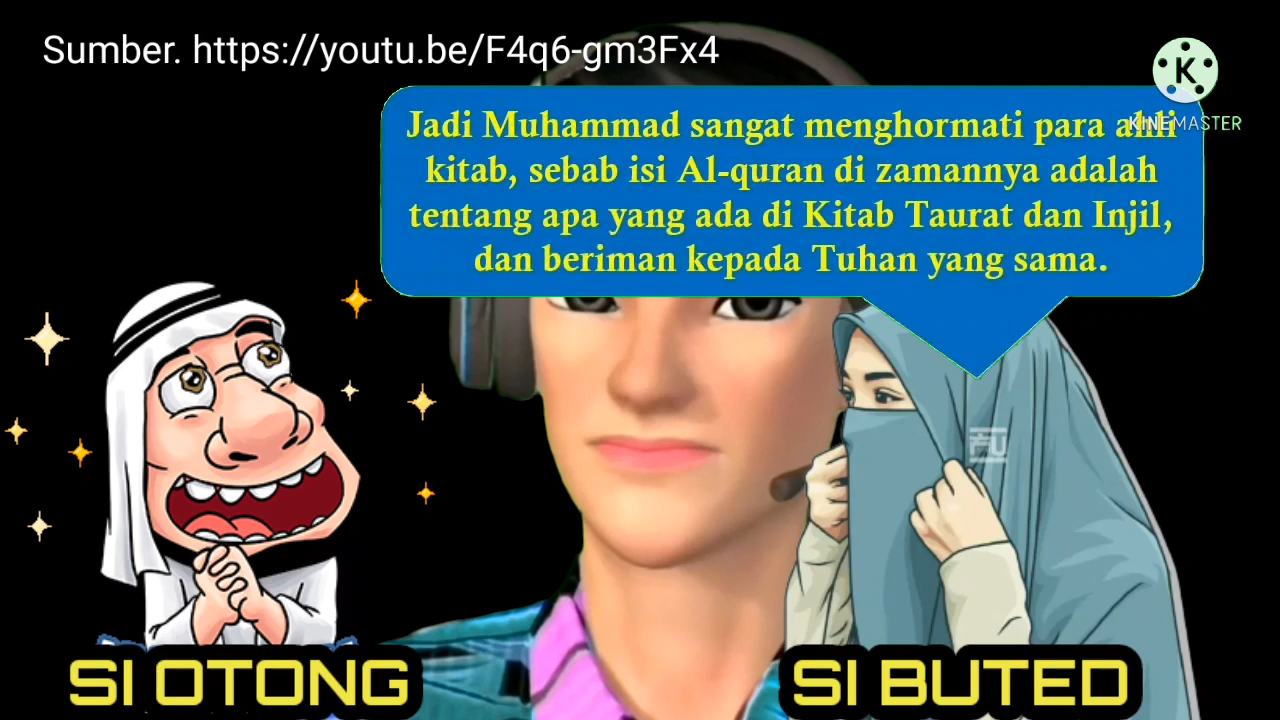 Sumber. https://youtu.be/F4q6-gm3Fx4
K
KINEMASTER
Jadi Muhammad sangat menghormati para ahli
kitab, sebab isi Al-quran di zamannya adalah
tentang apa yang ada di Kitab Taurat dan Injil,
dan beriman kepada Tuhan yang sama.
SI OTONG
SI BUTED